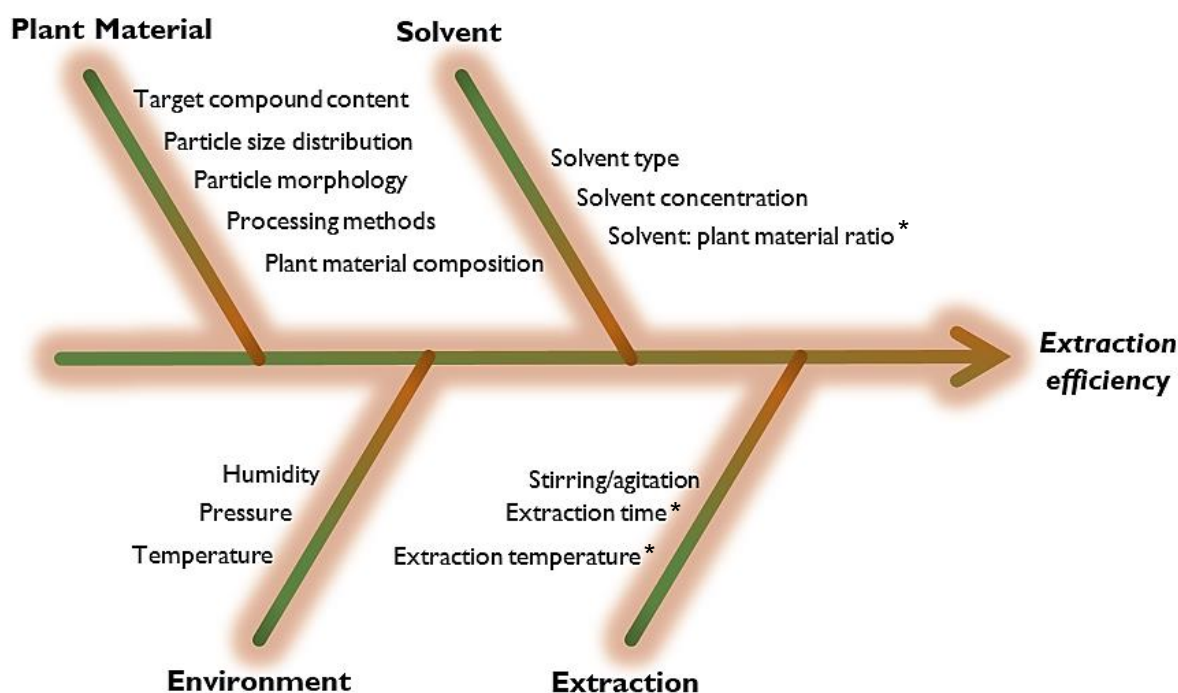 Plant Material
Target compound content
Particle size distribution
Particle morphology
Processing methods
Plant material composition
Solvent
Solvent type
Solvent concentration
Solvent: plant material ratio*
Extraction
efficiency
Humidity
Pressure
Temperature
Environment
Stirring/agitation
Extraction time*
Extraction temperature*
Extraction